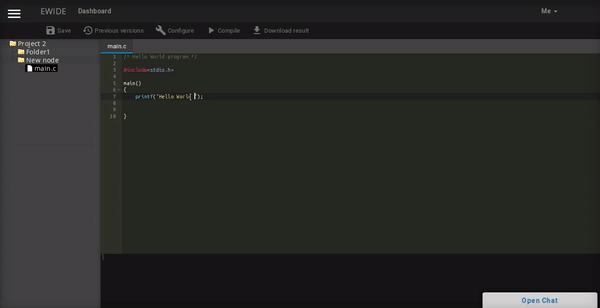 EWIDE Dashboard Me
Save Previous versions Configure Compile Download result
Project 2
Folder1
New node
main.c
main.c
1 /* Hello World program */
2
3 #include<stdio.h>
4
5 main()
6 {
7 printf("Hello Worl
8
9
10 }
Open Chat